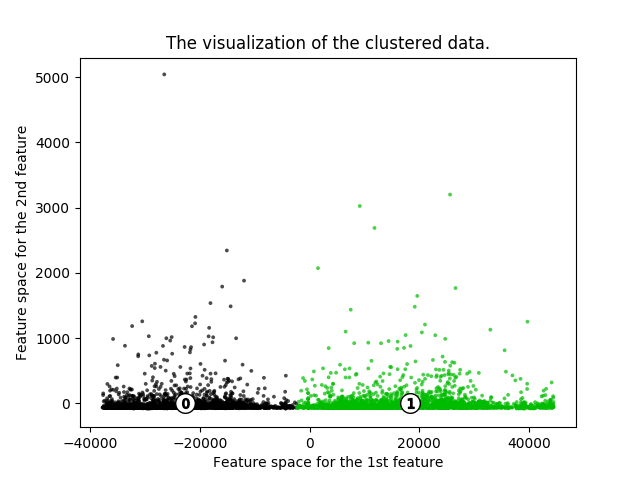 The visualization of the clustered data.
Feature space for the 2nd feature
5000
4000
3000
2000
1000
0
0
1
−40000 −20000 0 20000 40000
Feature space for the 1st feature